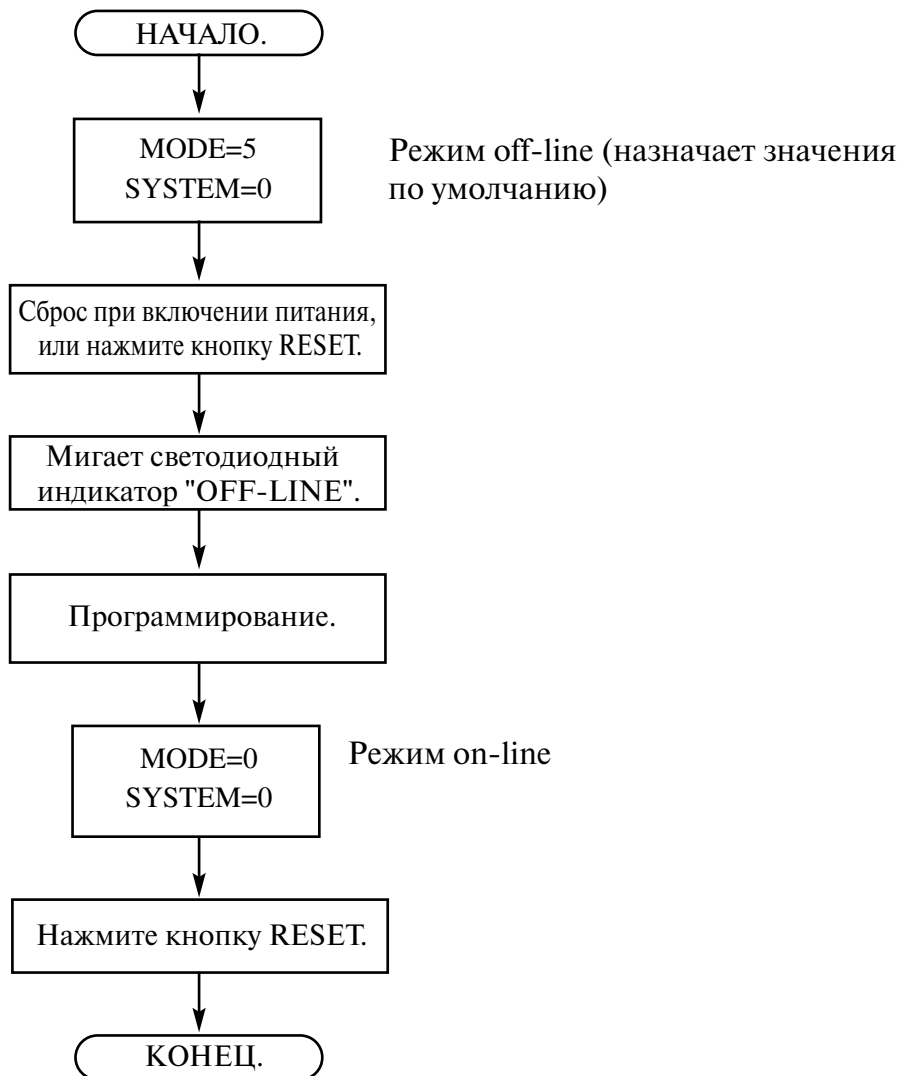 НАЧАЛО.
MODE=5
SYSTEM=0
Режим off-line (назначает значения
по умолчанию)
Сброс при включении питания,
или нажмите кнопку RESET.
Мигает светодиодный
индикатор "OFF-LINE".
Программирование.
MODE=0
SYSTEM=0
Режим on-line
Нажмите кнопку RESET.
КОНЕЦ.